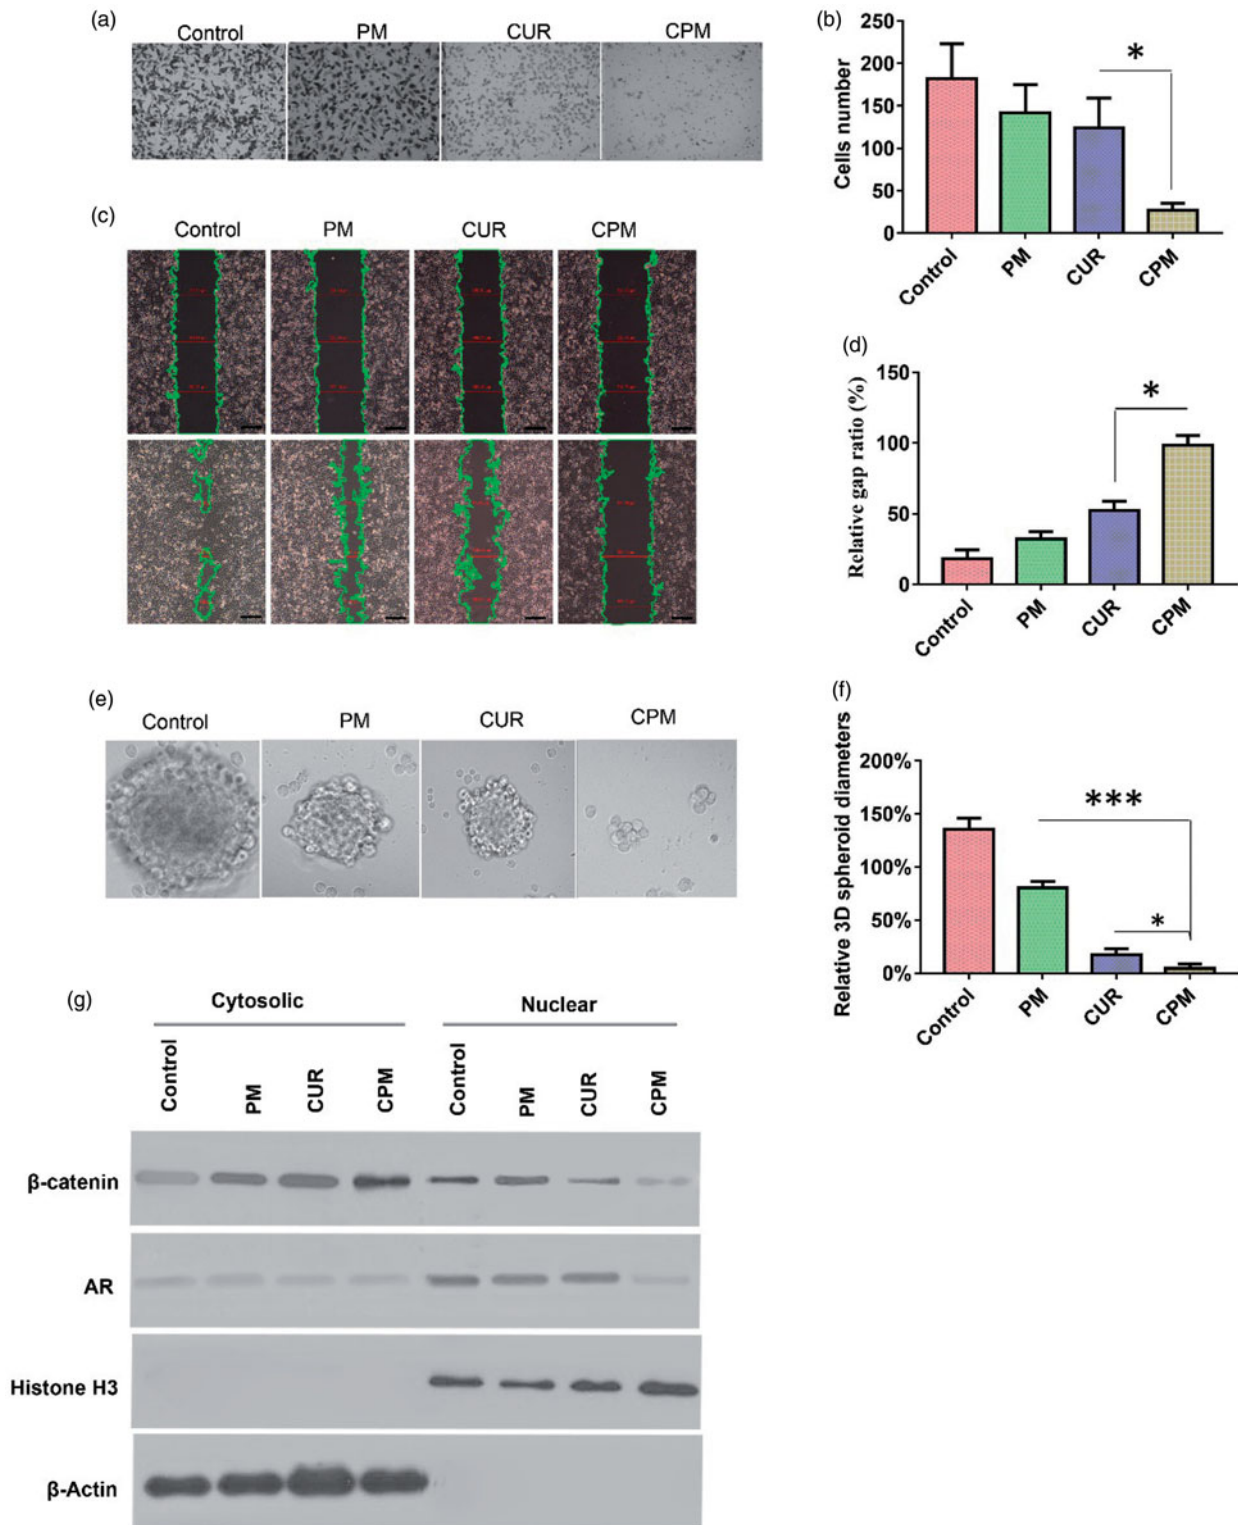 (a)
Control PM CUR CPM
(b)
Cells number
250
200
150
100
50
0
*
Control PM CUR CPM
(c)
Control PM CUR CPM
(d)
Relative gap ratio (%)
150
100
50
0
*
Control PM CUR CPM
(e)
Control PM CUR CPM
(f)
Relative 3D spheroid diameters
200%
150%
100%
50%
0%
***
*
Control PM CUR CPM
(g)
Cytosolic Nuclear
Control PM CUR CPM Control PM CUR CPM
β-catenin
AR
Histone H3
β-Actin